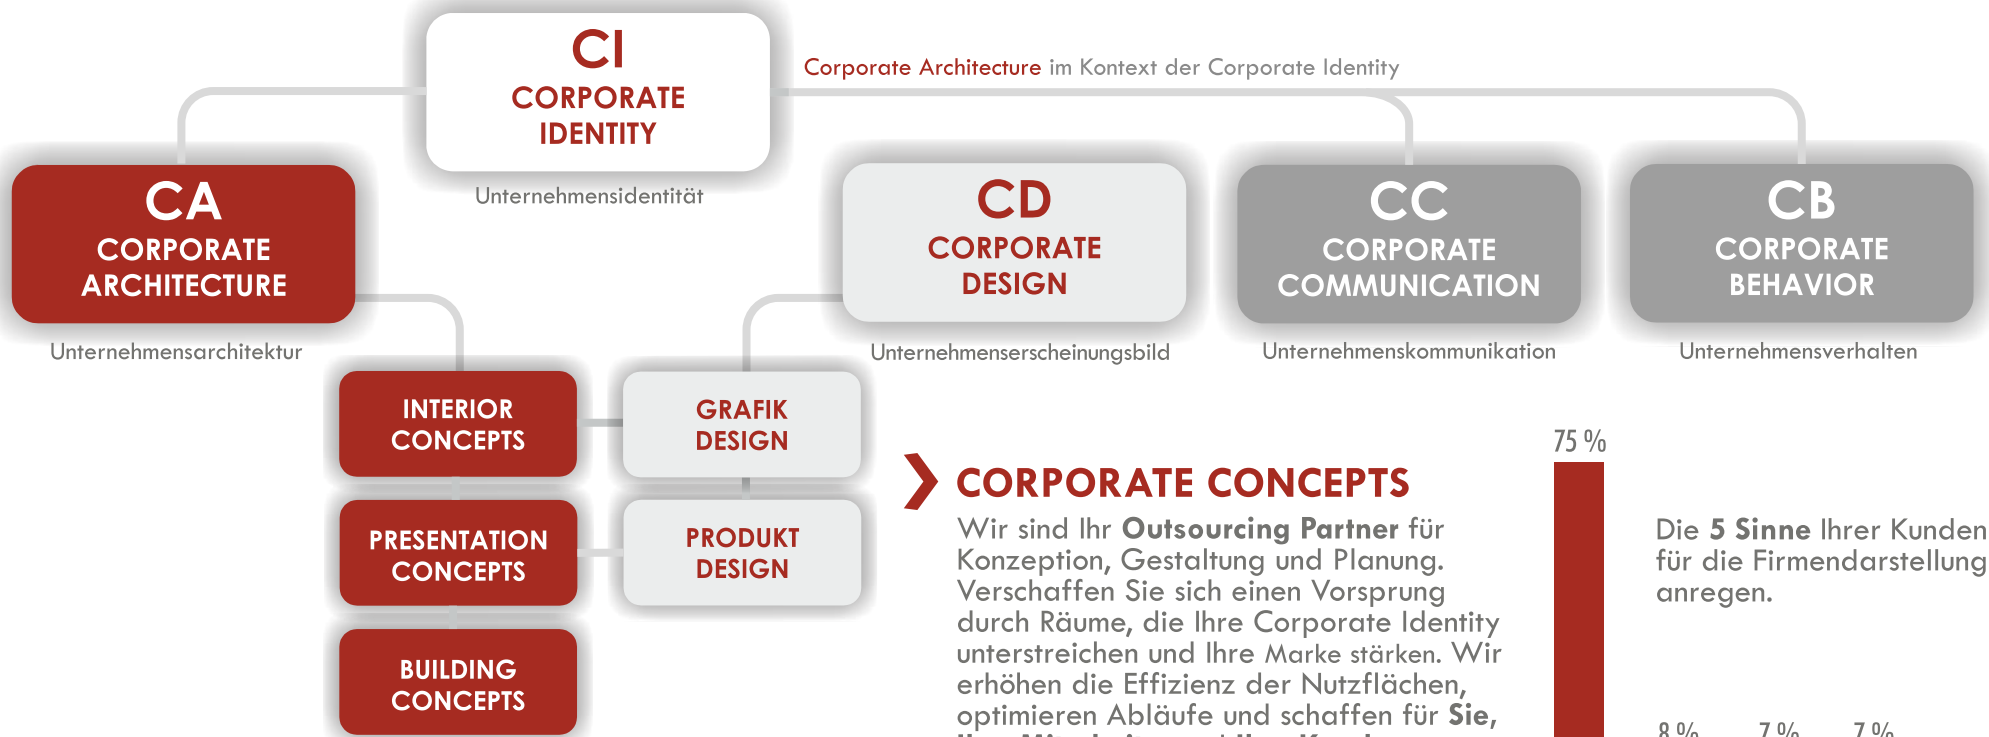 CI
CORPORATE
IDENTITY
Unternehmensidentität
Corporate Architecture im Kontext der Corporate Identity
CA
CORPORATE
ARCHITECTURE
Unternehmensarchitektur
CD
CORPORATE
DESIGN
Unternehmenserscheinungsbild
CC
CORPORATE
COMMUNICATION
Unternehmenskommunikation
CB
CORPORATE
BEHAVIOR
Unternehmensverhalten
INTERIOR
CONCEPTS
GRAFIK
DESIGN
PRESENTATION
CONCEPTS
PRODUKT
DESIGN
BUILDING
CONCEPTS
CORPORATE CONCEPTS
Wir sind Ihr Outsourcing Partner für
Konzeption, Gestaltung und Planung.
Verschaffen Sie sich einen Vorsprung
durch Räume, die Ihre Corporate Identity
unterstreichen und Ihre Marke stärken. Wir
erhöhen die Effizienz der Nutzflächen,
optimieren Abläufe und schaffen für Sie,
75 %
Die 5 Sinne Ihrer Kunden
für die Firmendarstellung
anregen.
8 % 7 % 7 %